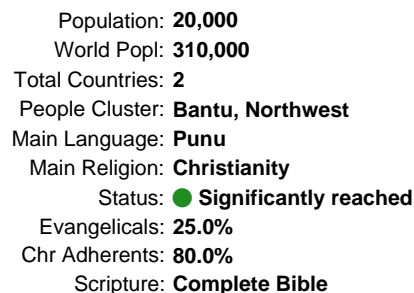 Population: 20,000
World Popl: 310,000
Total Countries: 2
People Cluster: Bantu, Northwest
Main Language: Punu
Main Religion: Christianity
Status: Significantly reached
Evangelicals: 25.0%
Chr Adherents: 80.0%
Scripture: Complete Bible